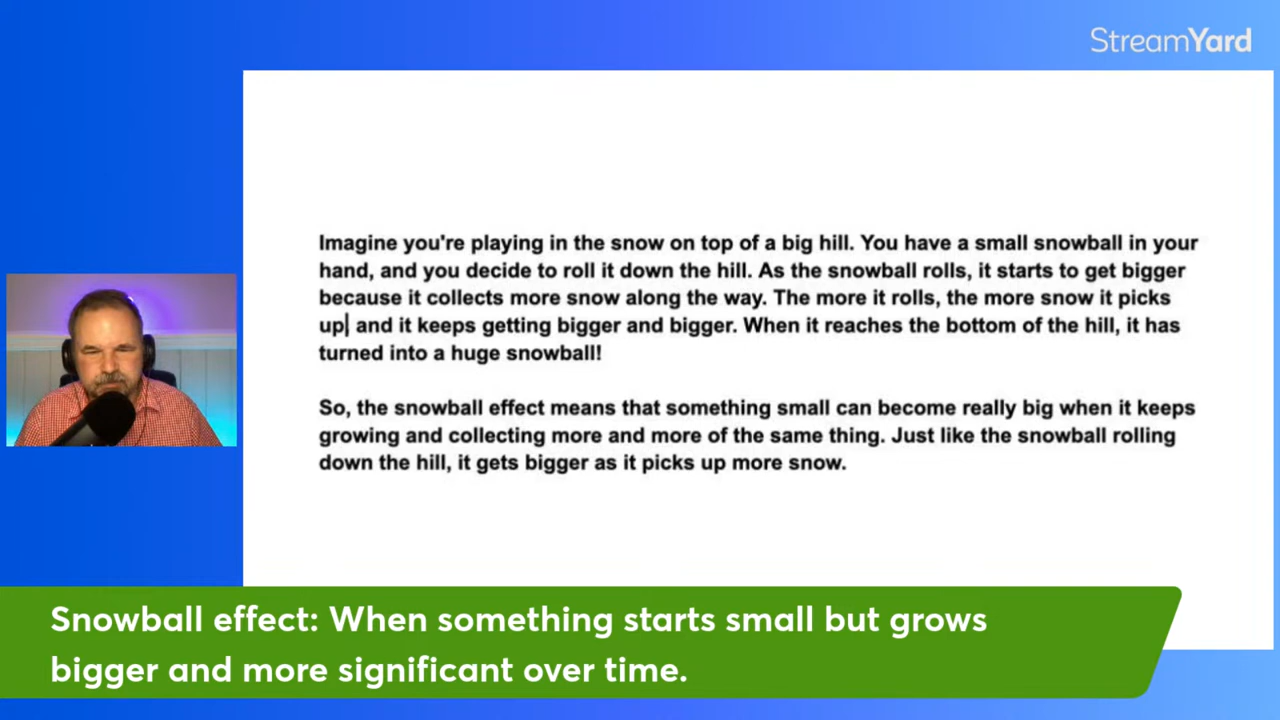 StreamYard
Imagine you're playing in the snow on top of a big hill. You have a small snowball in your
hand, and you decide to roll it down the hill. As the snowball rolls, it starts to get bigger
because it collects more snow along the way. The more it rolls, the more snow it picks
up and it keeps getting bigger and bigger. When it reaches the bottom of the hill, it has
turned into a huge snowball!
So, the snowball effect means that something small can become really big when it keeps
growing and collecting more and more of the same thing. Just like the snowball rolling
down the hill, it gets bigger as it picks up more snow.
Snowball effect: When something starts small but grows
bigger and more significant over time.